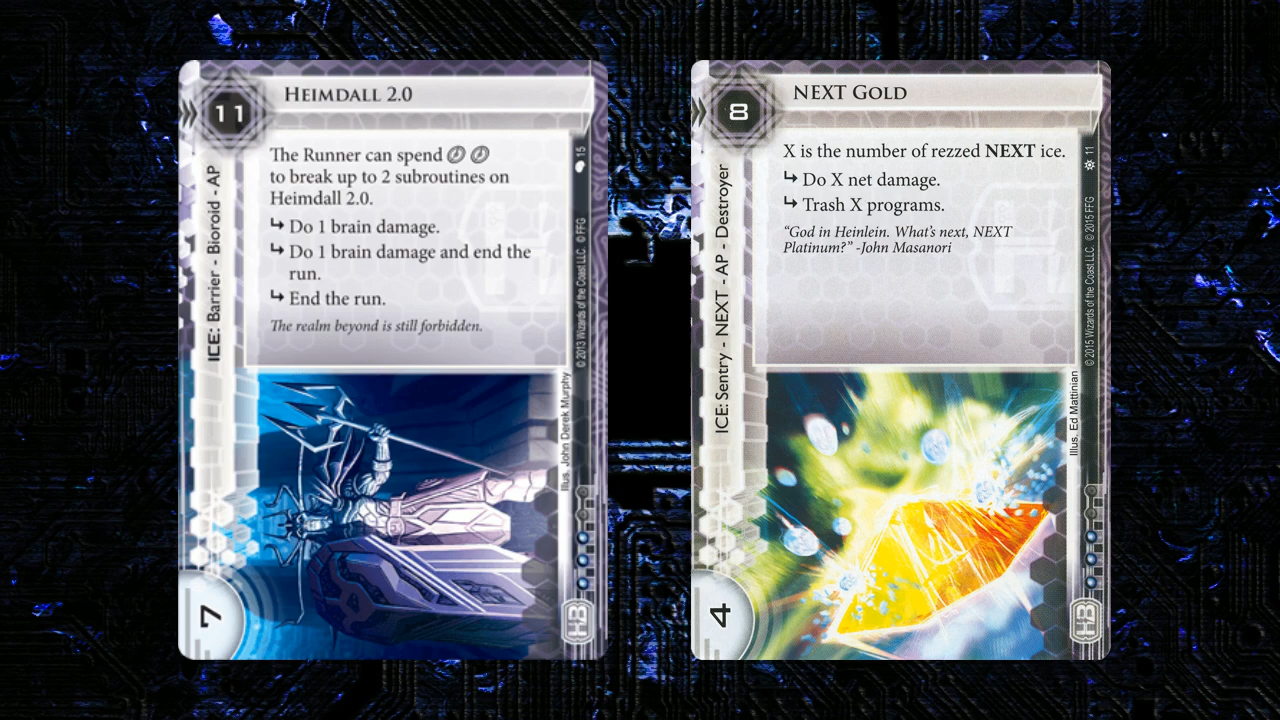 11
HEIMDALL 2.0
The Runner can spend
to break up to 2 subroutines on
Heimdall 2.0.
Do 1 brain damage.
Do 1 brain damage and end the
run.
End the run.
The realm beyond is still forbidden.
ICE: Barrier - Bioroid - AP
15
© 2013 Wizards of the Coast LLC. © FFG
Illus. John Derek Murphy
7
HB
8
NEXT GOLD
X is the number of rezzed NEXT ice.
Do X net damage.
Trash X programs.
“God in Heinlein. What’s next, NEXT
Platinum?” -John Masanori
ICE: Sentry - NEXT - AP - Destroyer
11
© 2015 Wizards of the Coast LLC. © 2015 FFG
Illus. Ed Mattinian
4
HB